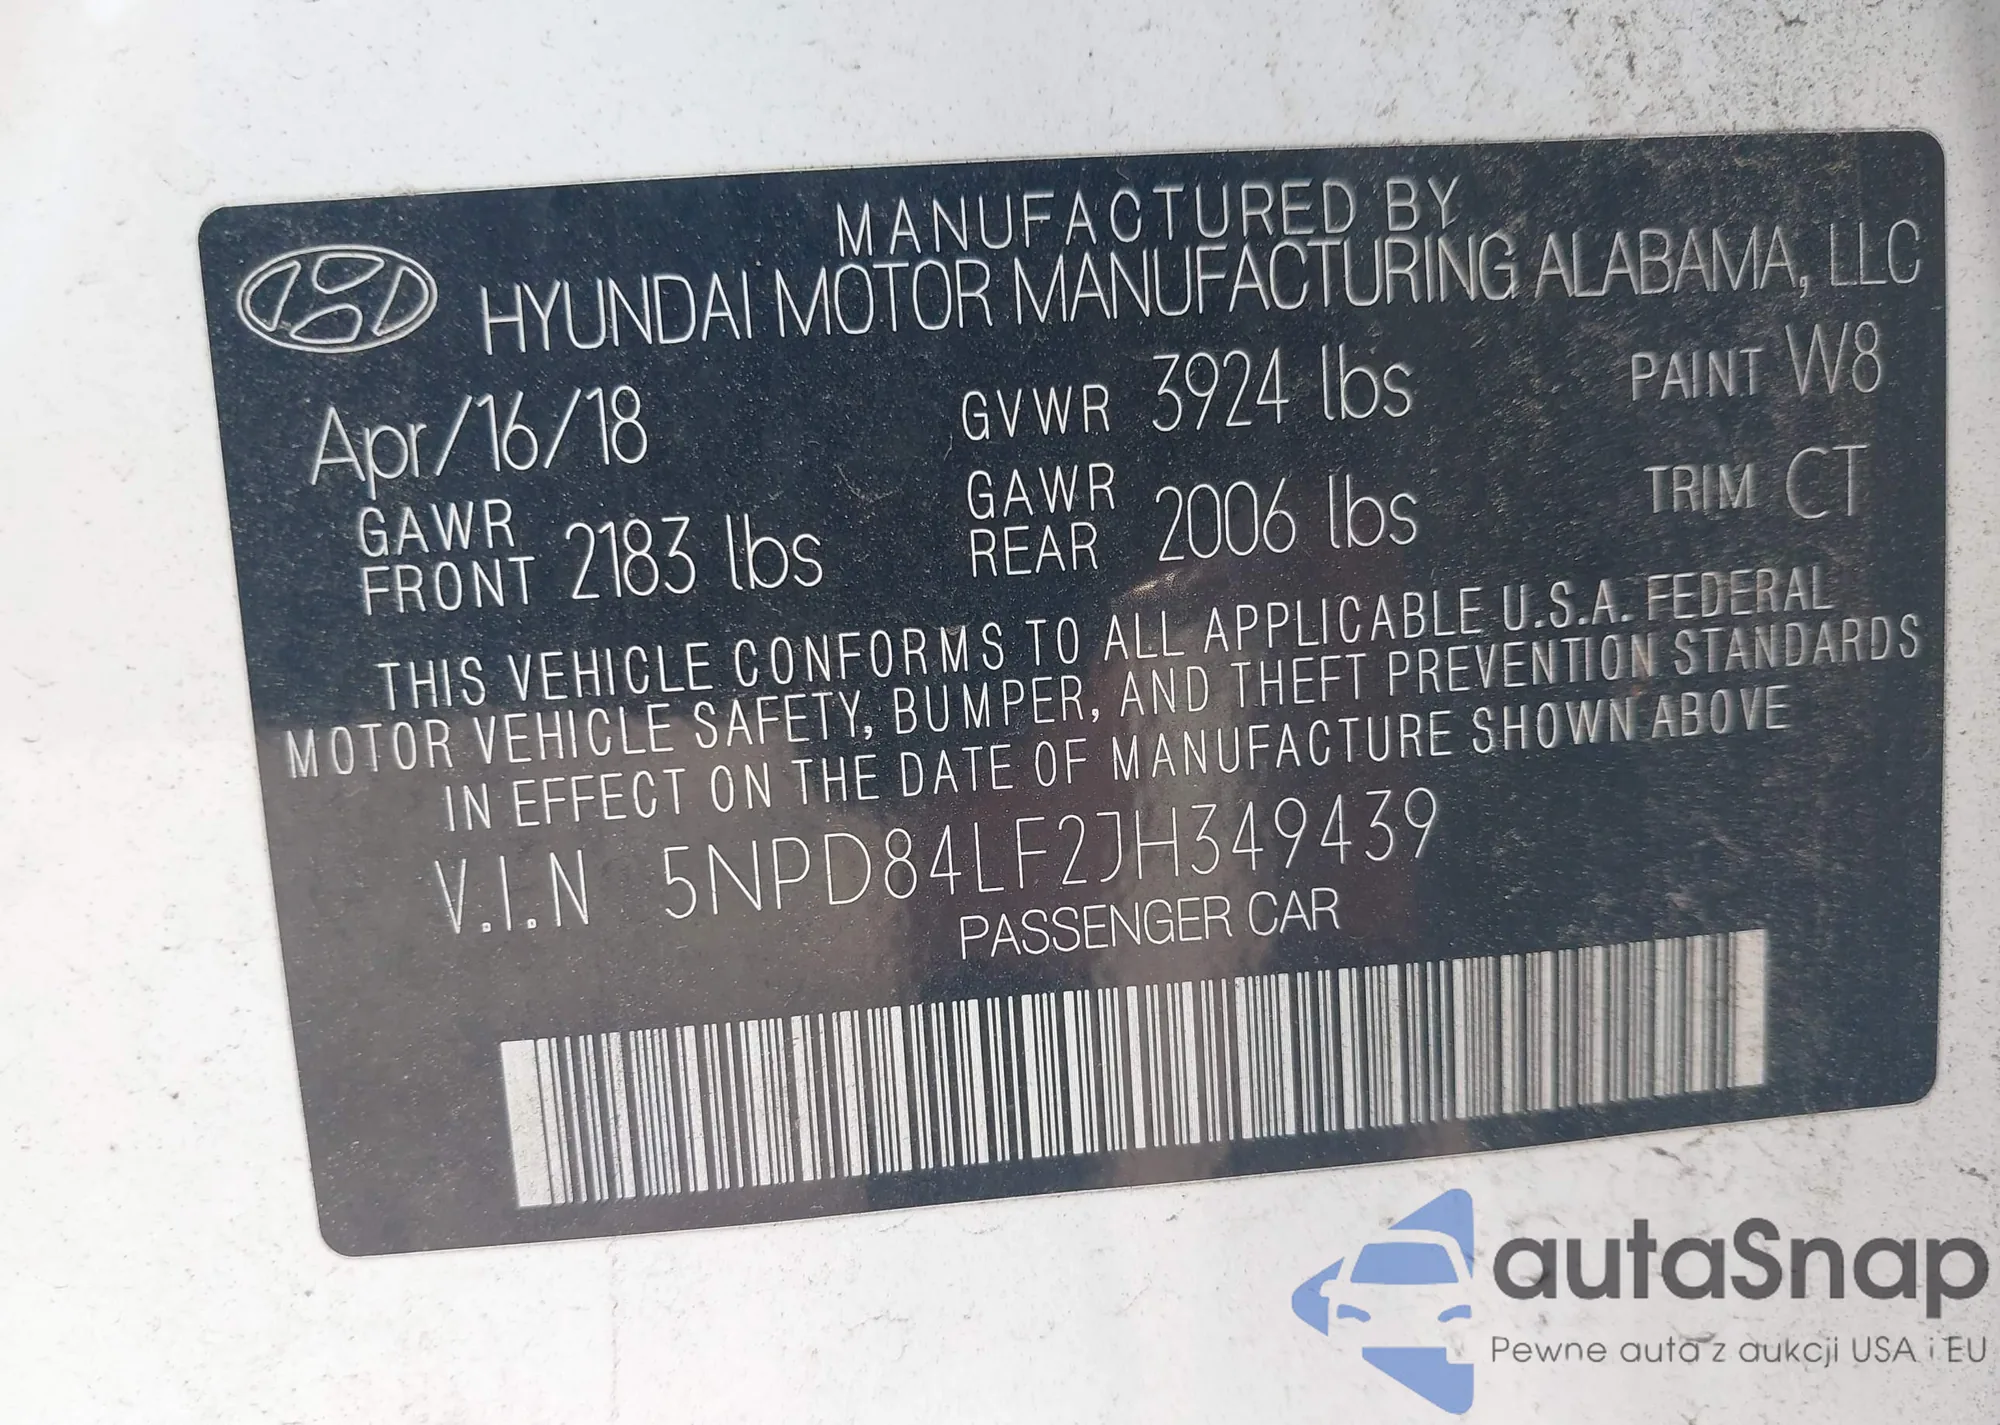 MANUFACTURED BY
HYUNDAI MOTOR MANUFACTURING ALABAMA, LLC
Apr/16/18 GVWR 3924 lbs PAINT W8
GAWR FRONT 2183 lbs GAWR REAR 2006 lbs TRIM CT
THIS VEHICLE CONFORMS TO ALL APPLICABLE U.S.A. FEDERAL
MOTOR VEHICLE SAFETY, BUMPER, AND THEFT PREVENTION STANDARDS
IN EFFECT ON THE DATE OF MANUFACTURE SHOWN ABOVE
V.I.N 5NPD84LF2JH349439
PASSENGER CAR
autaSnap
Pewne auta z aukcji USA i EU